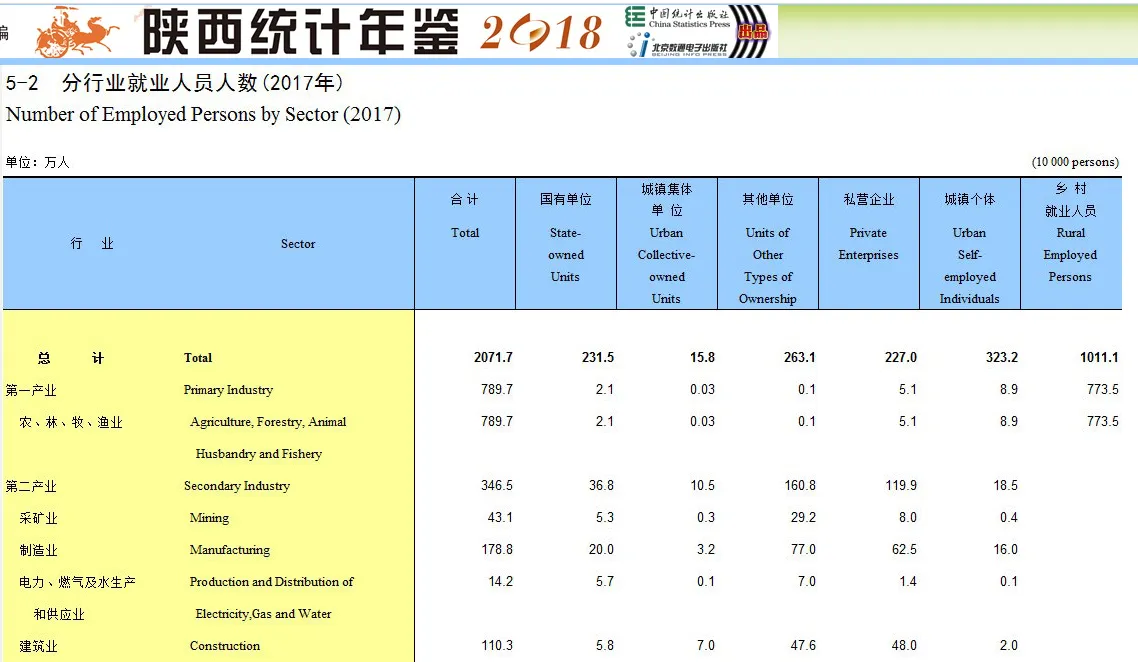 编
陕西统计年鉴 2018
中国统计出版社
China Statistics Press
北京数通电子出版社
BEIJING INFO PRESS
出品
5-2 分行业就业人员人数(2017年)
Number of Employed Persons by Sector (2017)
单位：万人 (10 000 persons)
行 业 Sector
合 计
Total
国有单位
State-
owned
Units
城镇集体
单 位
Urban
Collective-
owned
Units
其他单位
Units of
Other
Types of
Ownership
私营企业
Private
Enterprises
城镇个体
Urban
Self-
employed
Individuals
乡 村
就业人员
Rural
Employed
Persons
总 计 Total 2071.7 231.5 15.8 263.1 227.0 323.2 1011.1
第一产业 Primary Industry 789.7 2.1 0.03 0.1 5.1 8.9 773.5
农、林、牧、渔业 Agriculture, Forestry, Animal 789.7 2.1 0.03 0.1 5.1 8.9 773.5
Husbandry and Fishery
第二产业 Secondary Industry 346.5 36.8 10.5 160.8 119.9 18.5
采矿业 Mining 43.1 5.3 0.3 29.2 8.0 0.4
制造业 Manufacturing 178.8 20.0 3.2 77.0 62.5 16.0
电力、燃气及水生产 Production and Distribution of 14.2 5.7 0.1 7.0 1.4 0.1
和供应业 Electricity,Gas and Water
建筑业 Construction 110.3 5.8 7.0 47.6 48.0 2.0